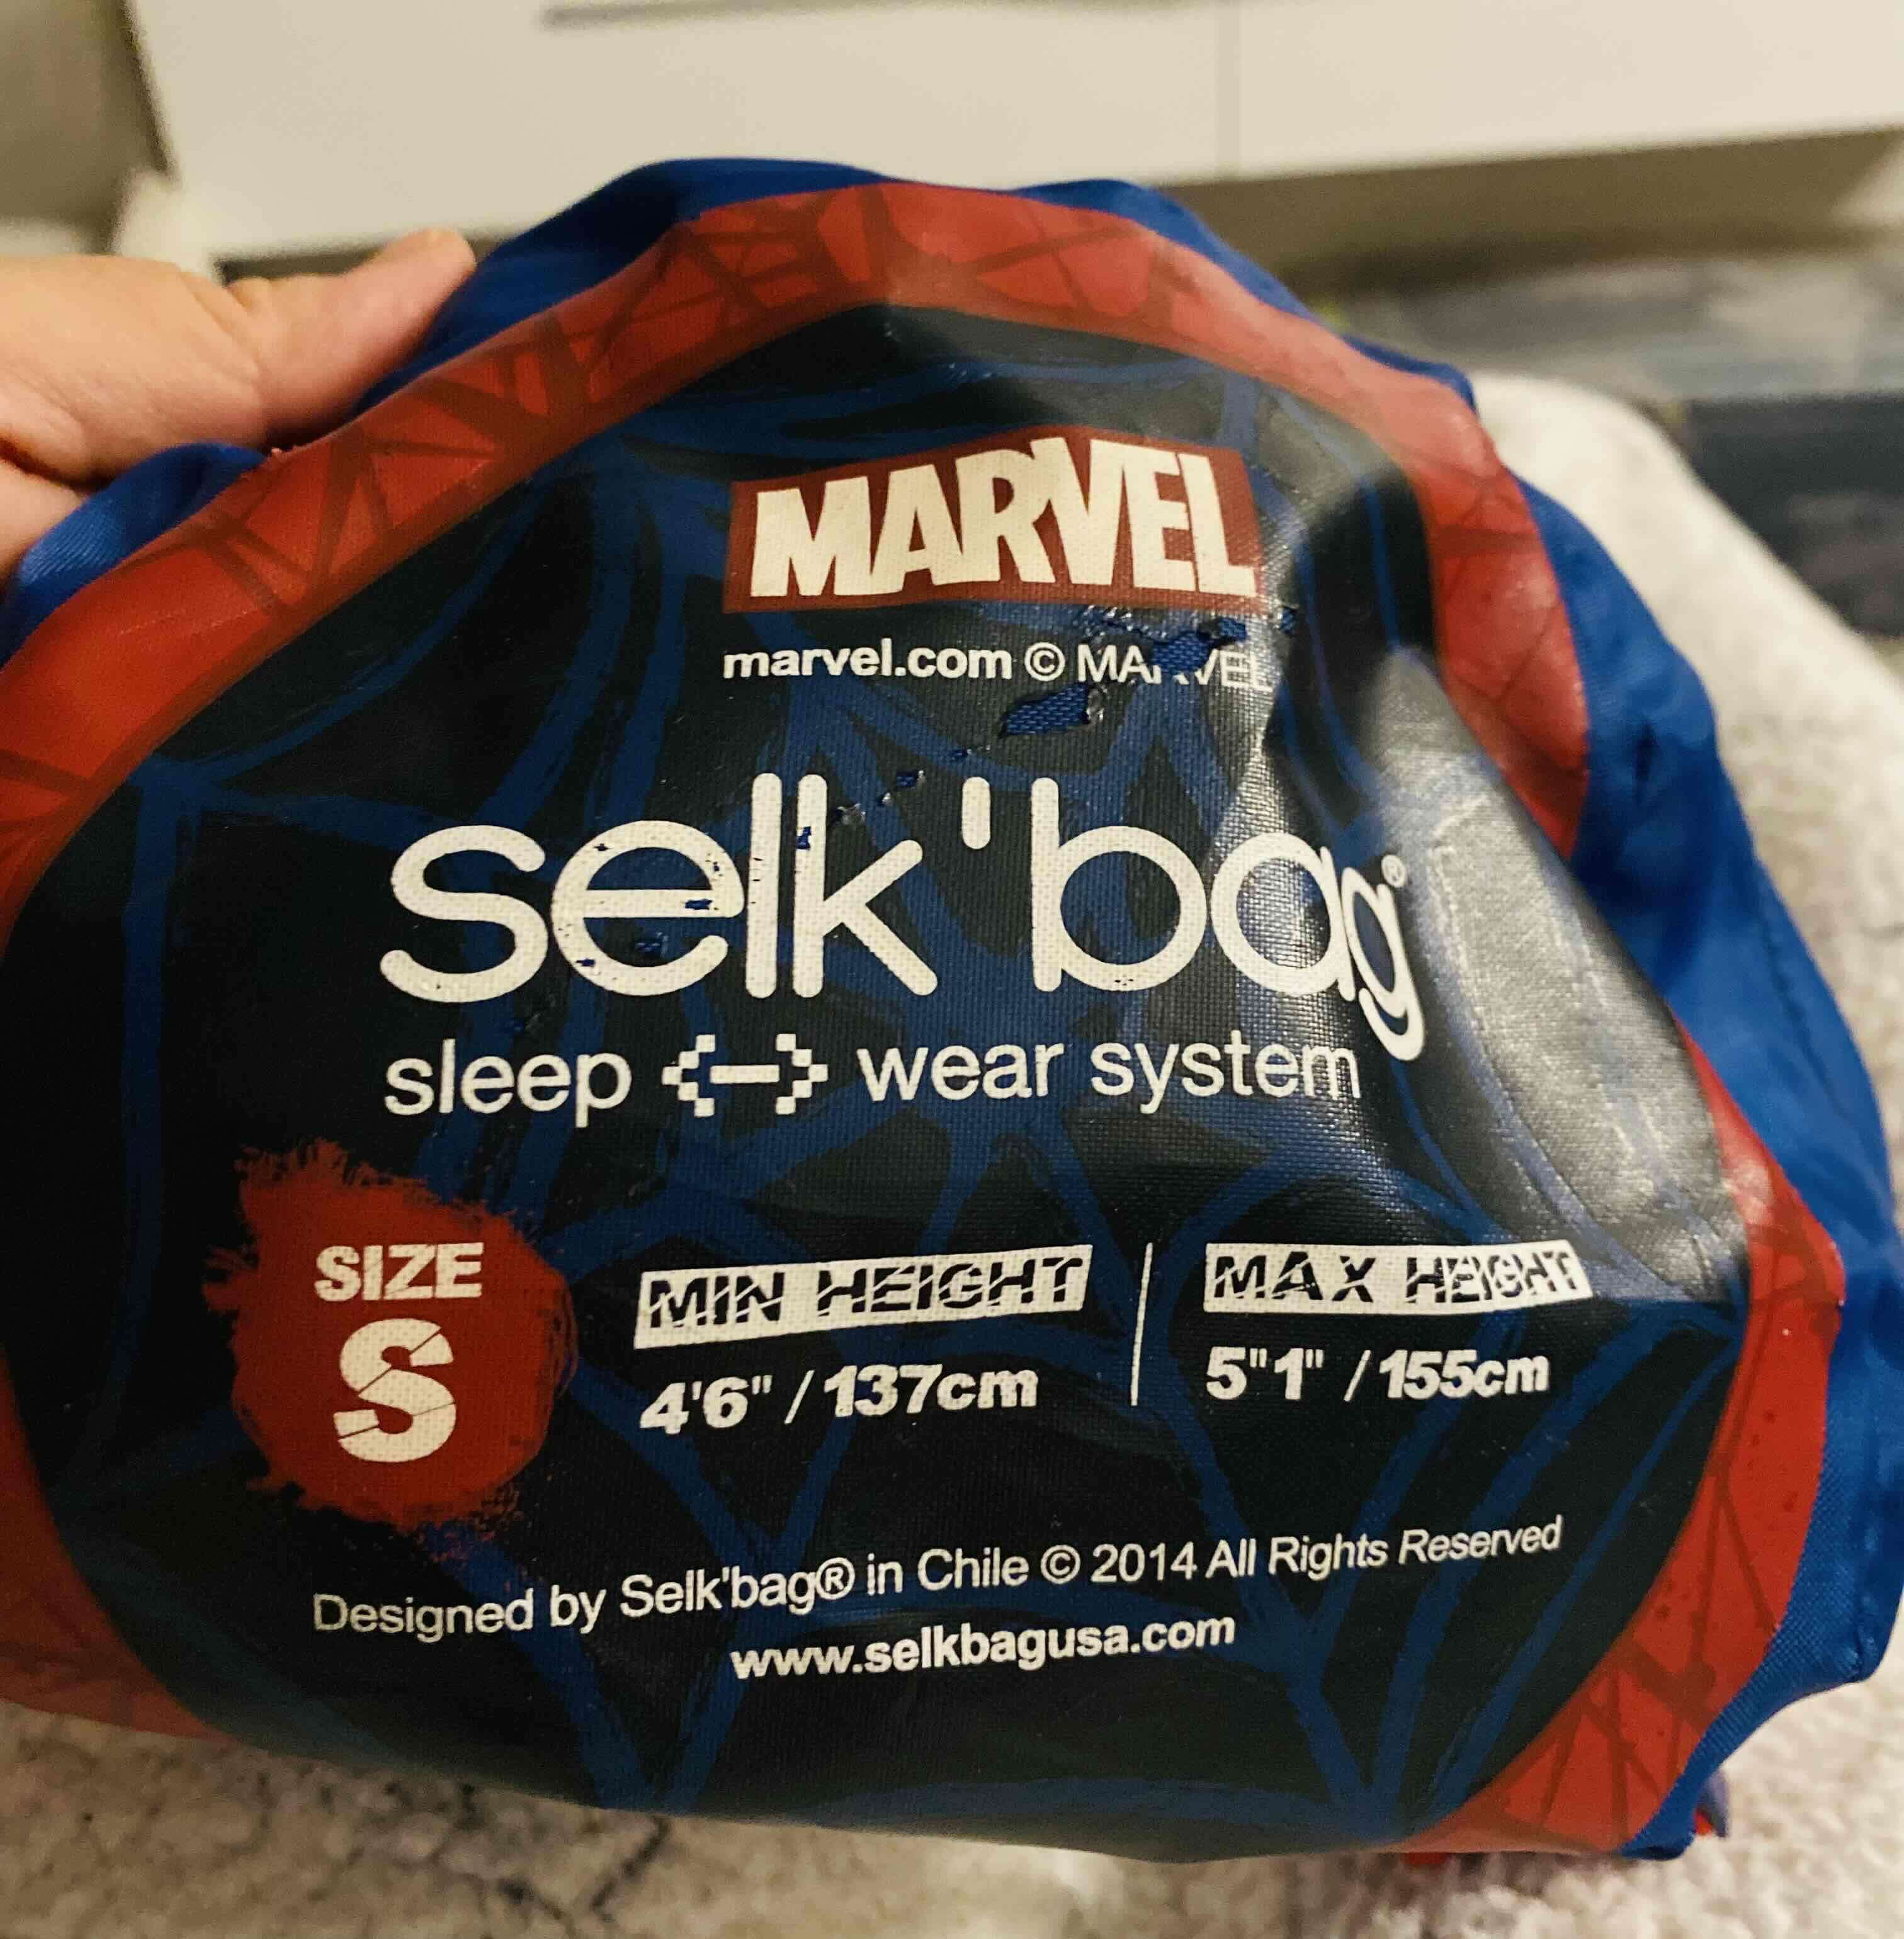 MARVEL
marvel.com © MARVEL
selk'bag®
sleep <-> wear system
SIZE
S
MIN HEIGHT
4'6" / 137cm
MAX HEIGHT
5"1" / 155cm
Designed by Selk'bag® in Chile © 2014 All Rights Reserved
www.selkbagusa.com